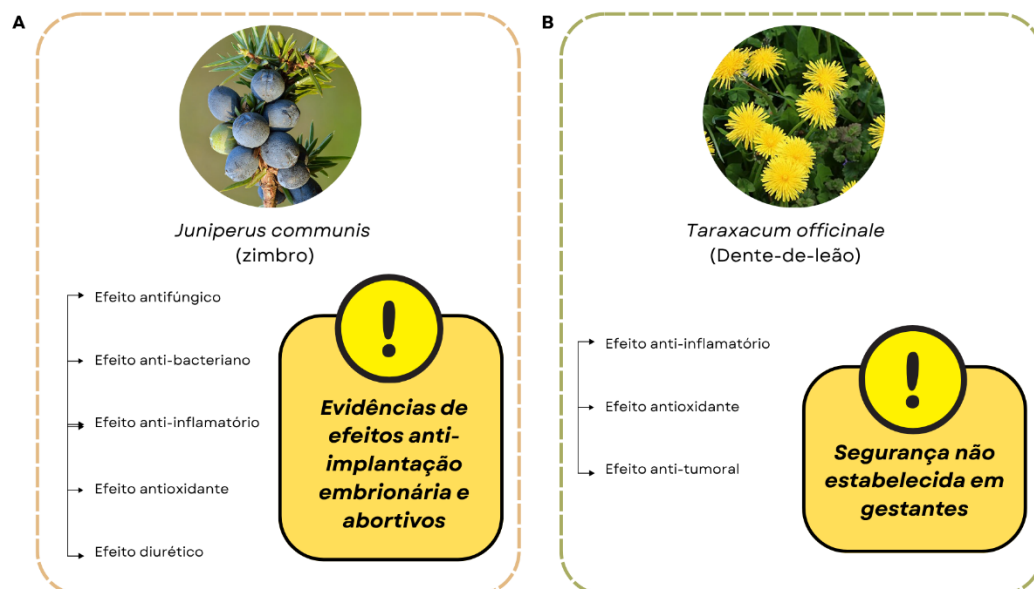 A
Juniperus communis
(zimbro)
Efeito antifúngico
Efeito anti-bacteriano
Efeito anti-inflamatório
Efeito antioxidante
Efeito diurético
!
Evidências de
efeitos anti-
implantação
embrionária e
abortivos
B
Taraxacum officinale
(Dente-de-leão)
Efeito anti-inflamatório
Efeito antioxidante
Efeito anti-tumoral
!
Segurança não
estabelecida em
gestantes